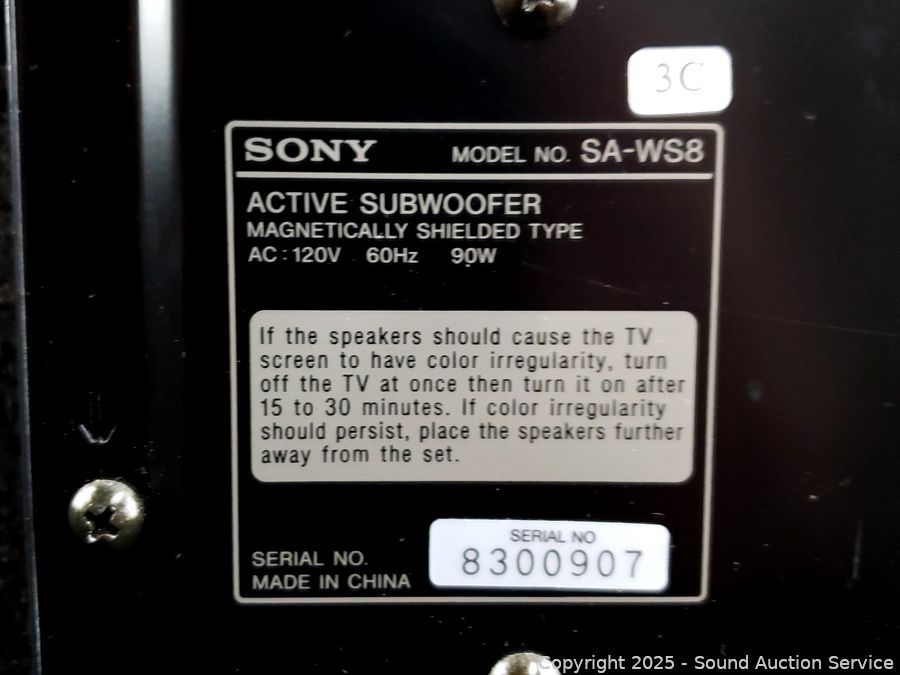 3C
SONY MODEL NO. SA-WS8
ACTIVE SUBWOOFER
MAGNETICALLY SHIELDED TYPE
AC : 120V 60Hz 90W
If the speakers should cause the TV
screen to have color irregularity, turn
off the TV at once then turn it on after
15 to 30 minutes. If color irregularity
should persist, place the speakers further
away from the set.
SERIAL NO.
MADE IN CHINA
SERIAL NO
8300907
Copyright 2025 - Sound Auction Service